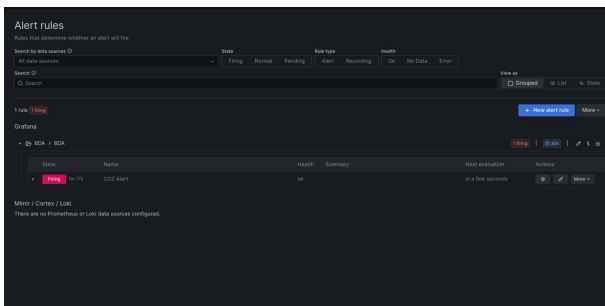 Alert rules
Rules that determine whether an alert will fire
Search by data sources
State
Rule type
Health
All data sources
Firing Normal Pending
Alert Recording
Ok No Data Error
Search
View as
Search
Grouped List State
1 rule 1 firing
+ New alert rule
More
Grafana
BDA > BDA
1 firing | 30s |
State Name Health Summary Next evaluation Actions
Firing for 17s CO2 Alert ok in a few seconds More
Mimir / Cortex / Loki
There are no Prometheus or Loki data sources configured.